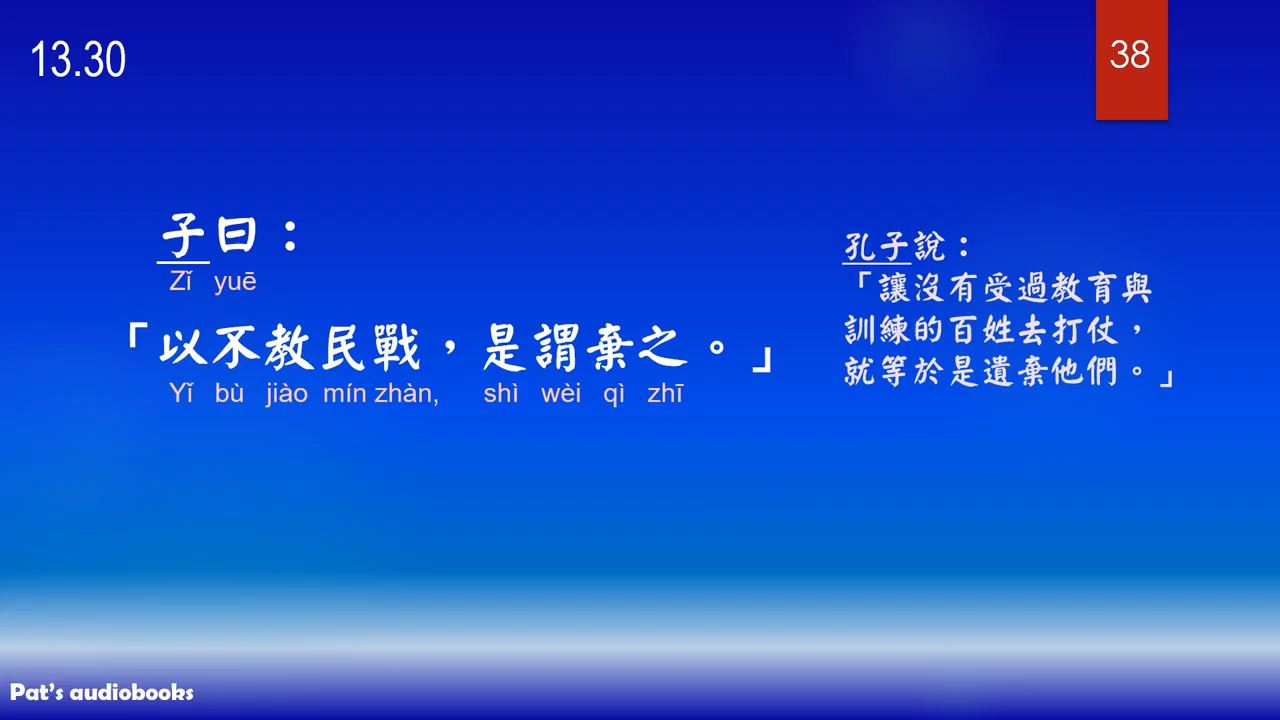 13.30
38
子曰：
Zǐ yuē
「以不教民戰，是謂棄之。」
Yǐ bù jiào mín zhàn, shì wèi qì zhī
孔子說：
「讓沒有受過教育與
訓練的百姓去打仗，
就等於是遺棄他們。」
Pat's audiobooks